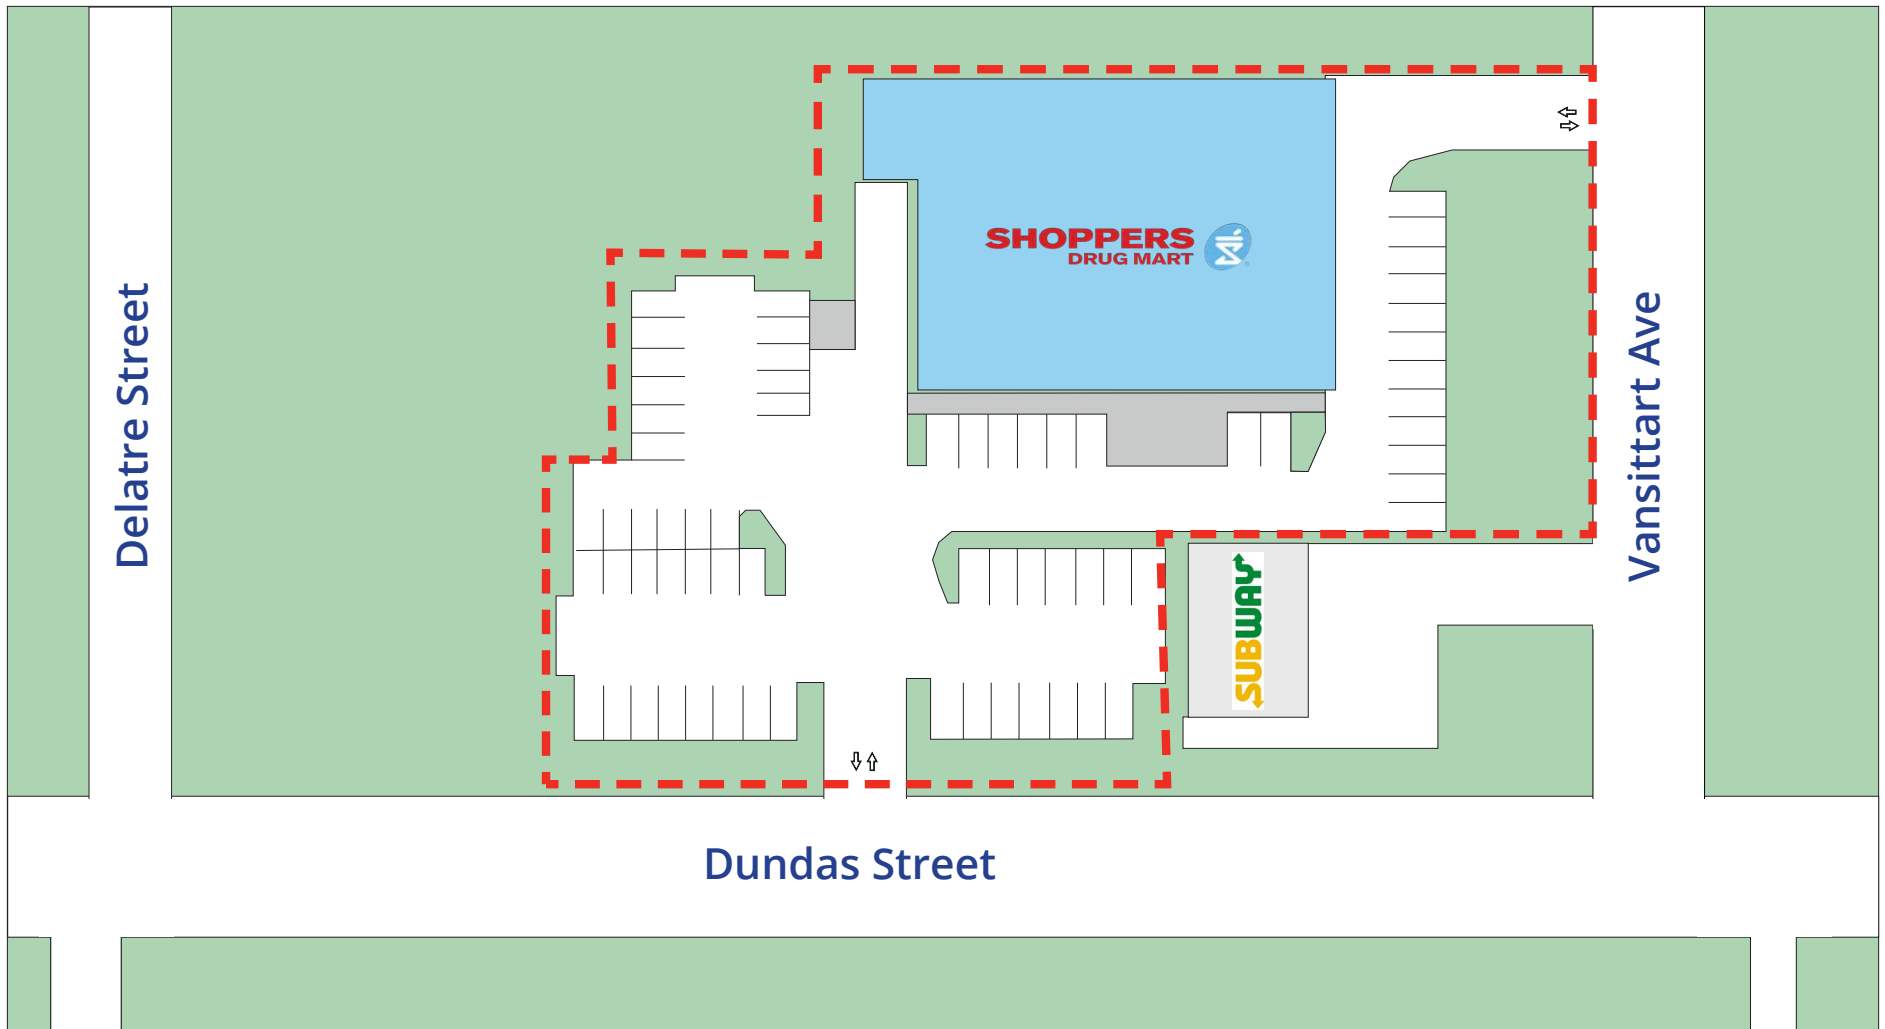 SHOPPERS
DRUG MART
Delatre Street
Vansittart Ave
SUBWAY
Dundas Street